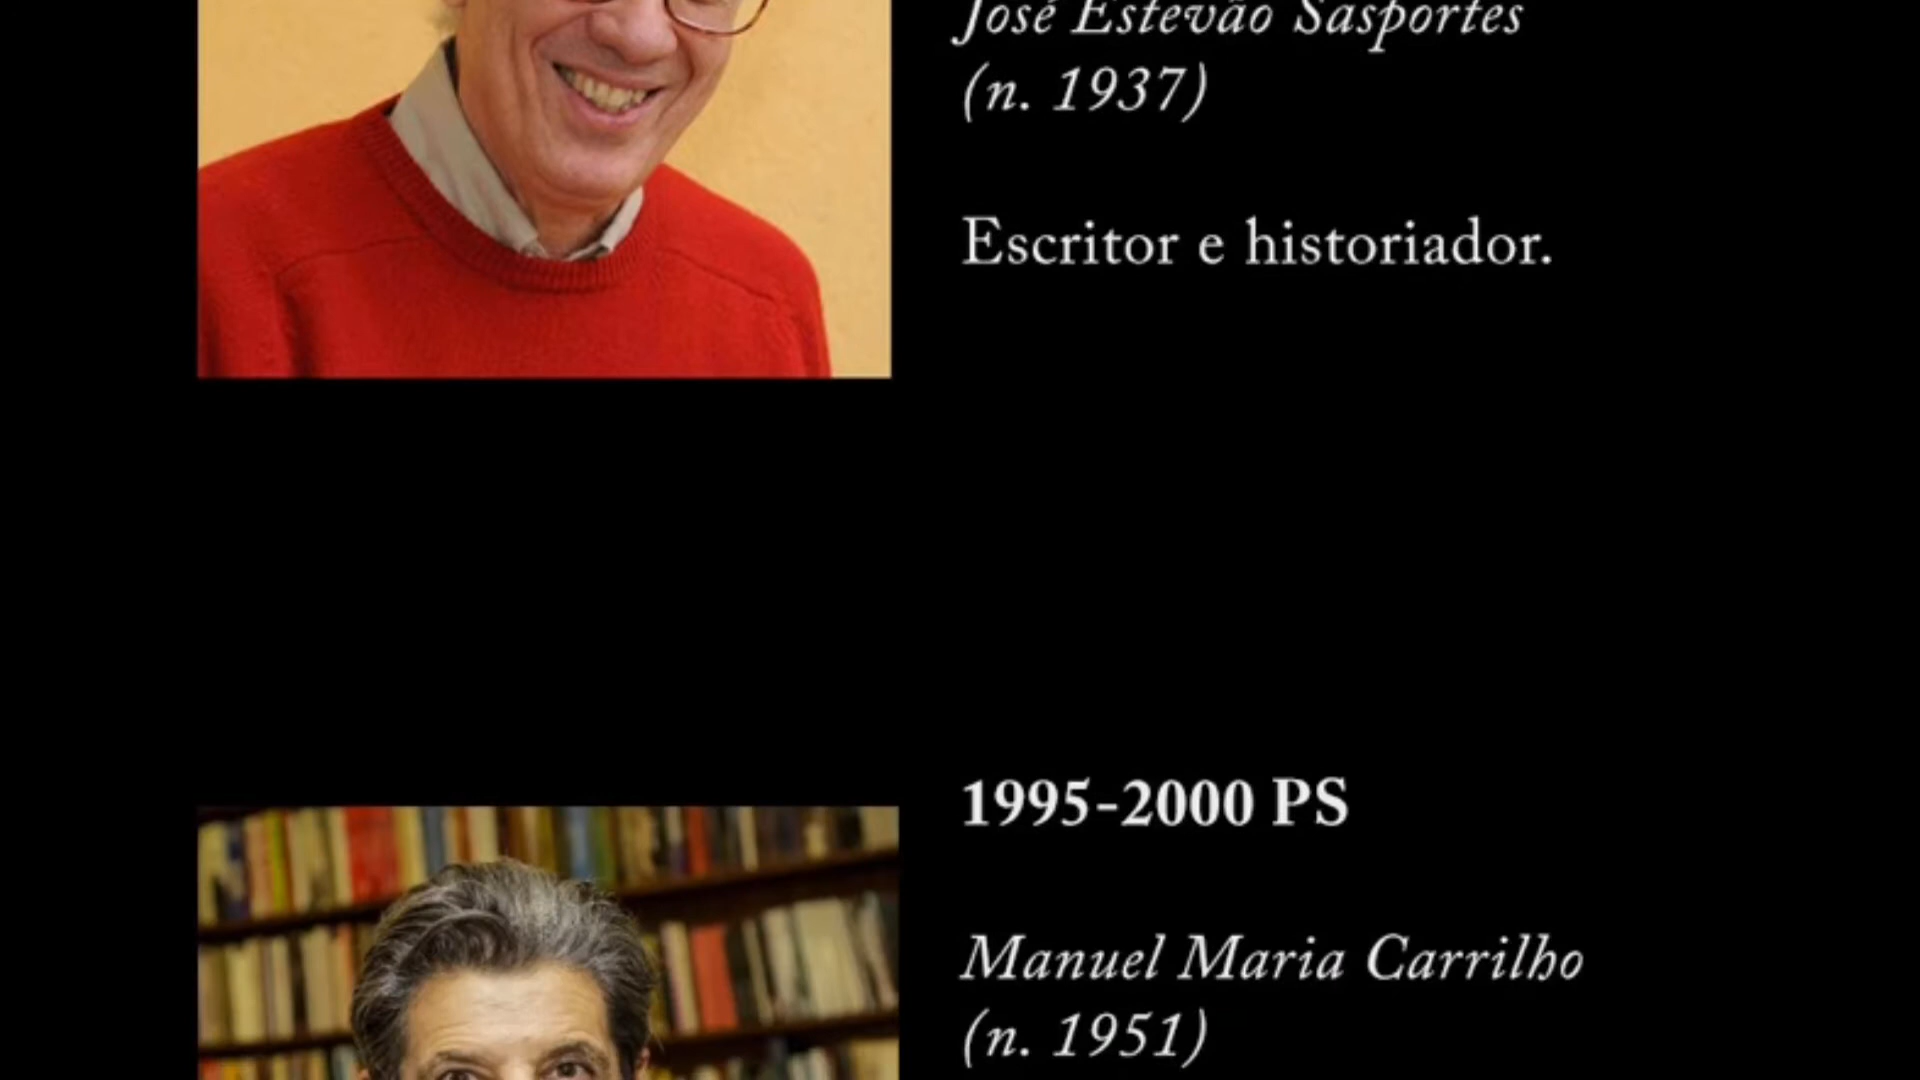 José Estevão Sasportes
(n. 1937)
Escritor e historiador.
1995-2000 PS
Manuel Maria Carrilho
(n. 1951)